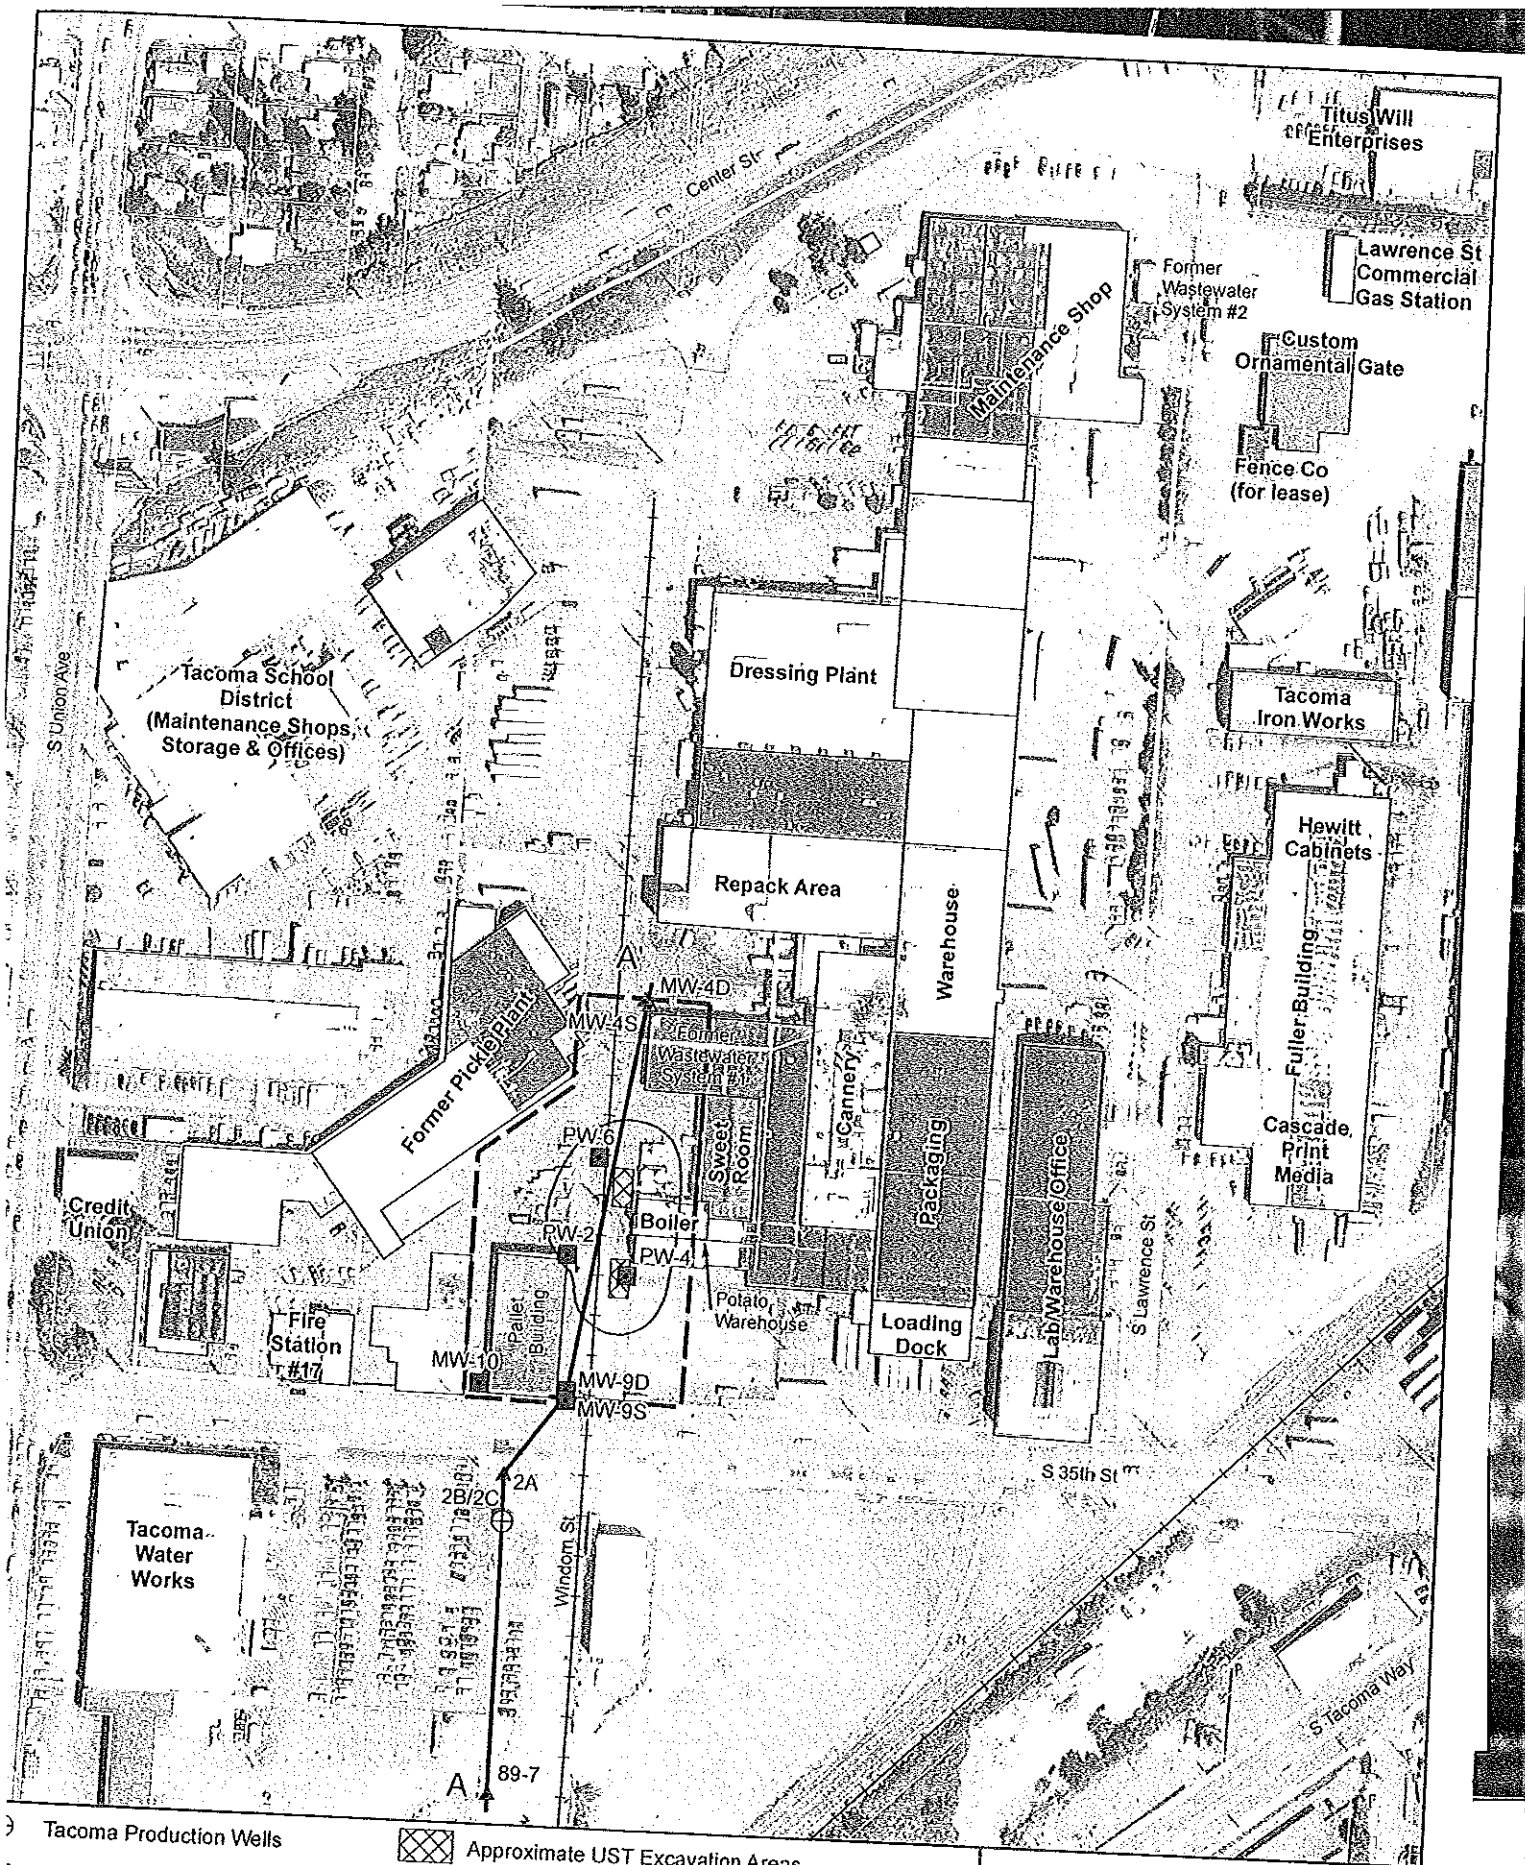 Titus Will
Enterprises
Center St
Lawrence St
Commercial
Gas Station
Former
Wastewater
System #2
Maintenance Shop
Custom
Ornamental Gate
Fence Co
(for lease)
S Union Ave
Tacoma School
District
(Maintenance Shops,
Storage & Offices)
Dressing Plant
Tacoma
Iron Works
Hewitt
Cabinets
Repack Area
Warehouse
Fuller Building
A'
MW-4D
MW-4S
Former
Wastewater
System #1
Former Pickle Plant
Cannery
PW-6
Sweet
Room
Packaging
Lab/Warehouse/Office
Cascade
Print
Media
Credit
Union
Boiler
PW-2
PW-4
S Lawrence St
Potato
Warehouse
Pallet
Building
Fire
Station
#17
Loading
Dock
MW-10
MW-9D
MW-9S
S 35th St
2A
2B/2C
Tacoma
Water
Works
Windom St
S Tacoma Way
A
89-7
Tacoma Production Wells
Approximate UST Excavation Areas